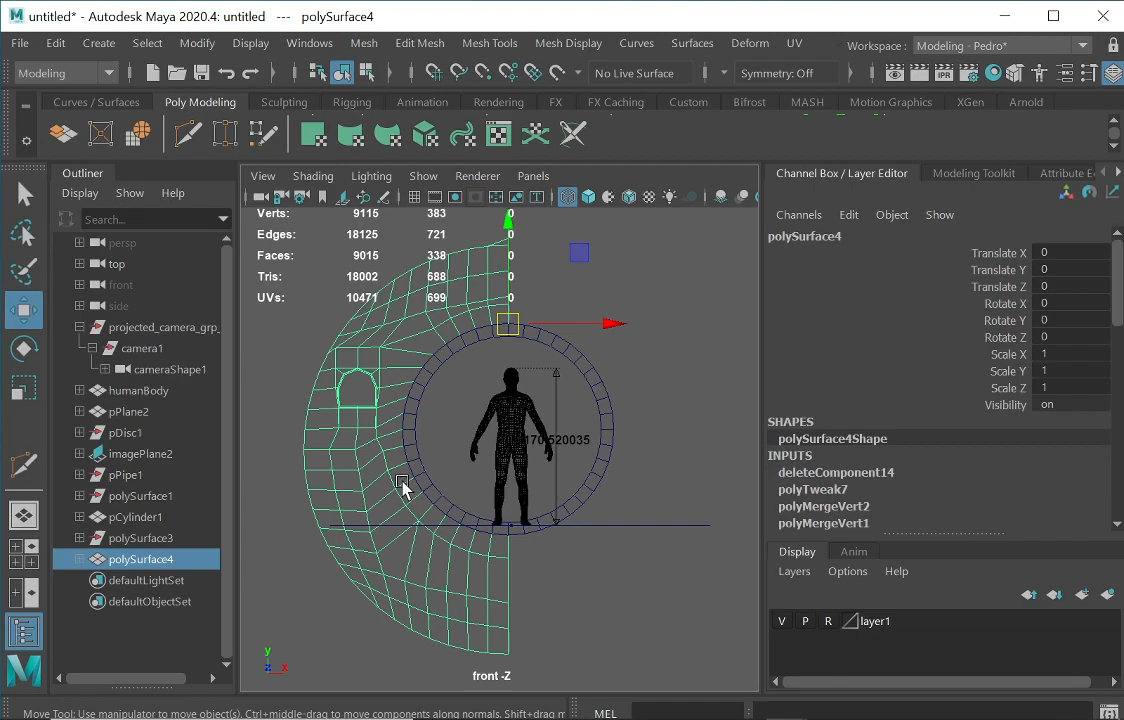 untitled* - Autodesk Maya 2020.4: untitled --- polySurface4
File Edit Create Select Modify Display Windows Mesh Edit Mesh Mesh Tools Mesh Display Curves Surfaces Deform UV Workspace : Modeling - Pedro*
Modeling No Live Surface Symmetry: Off IPR
Curves / Surfaces Poly Modeling Sculpting Rigging Animation Rendering FX FX Caching Custom Bifrost MASH Motion Graphics XGen Arnold
Outliner
Display Show Help
Search...
persp
top
front
side
projected_camera_grp_
camera1
cameraShape1
humanBody
pPlane2
pDisc1
imagePlane2
pPipe1
polySurface1
pCylinder1
polySurface3
polySurface4
defaultLightSet
defaultObjectSet
View Shading Lighting Show Renderer Panels
Verts: 9115 383 0
Edges: 18125 721 0
Faces: 9015 338 0
Tris: 18002 688 0
UVs: 10471 699 0
170.520035
y
z x
front -Z
Channel Box / Layer Editor Modeling Toolkit Attribute E
Channels Edit Object Show
polySurface4
Translate X 0
Translate Y 0
Translate Z 0
Rotate X 0
Rotate Y 0
Rotate Z 0
Scale X 1
Scale Y 1
Scale Z 1
Visibility on
SHAPES
polySurface4Shape
INPUTS
deleteComponent14
polyTweak7
polyMergeVert2
polyMergeVert1
Display Anim
Layers Options Help
V P R layer1
Move Tool: Use manipulator to move object(s). Ctrl+middle-drag to move components along normals. Shift+drag m MEL